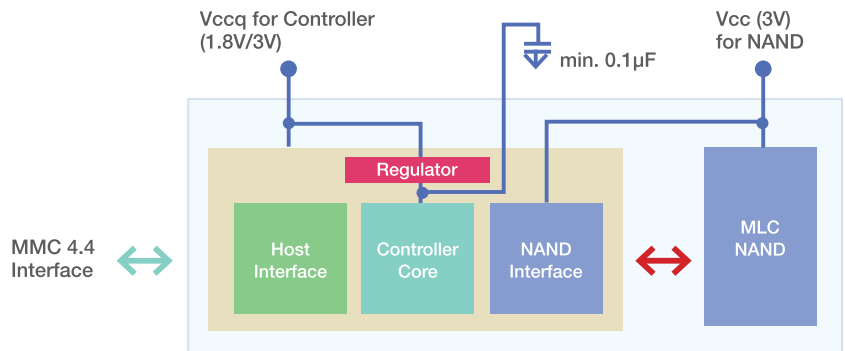 Vccq for Controller
(1.8V/3V)
min. 0.1µF
Vcc (3V)
for NAND
Regulator
MMC 4.4
Interface
Host
Interface
Controller
Core
NAND
Interface
MLC
NAND